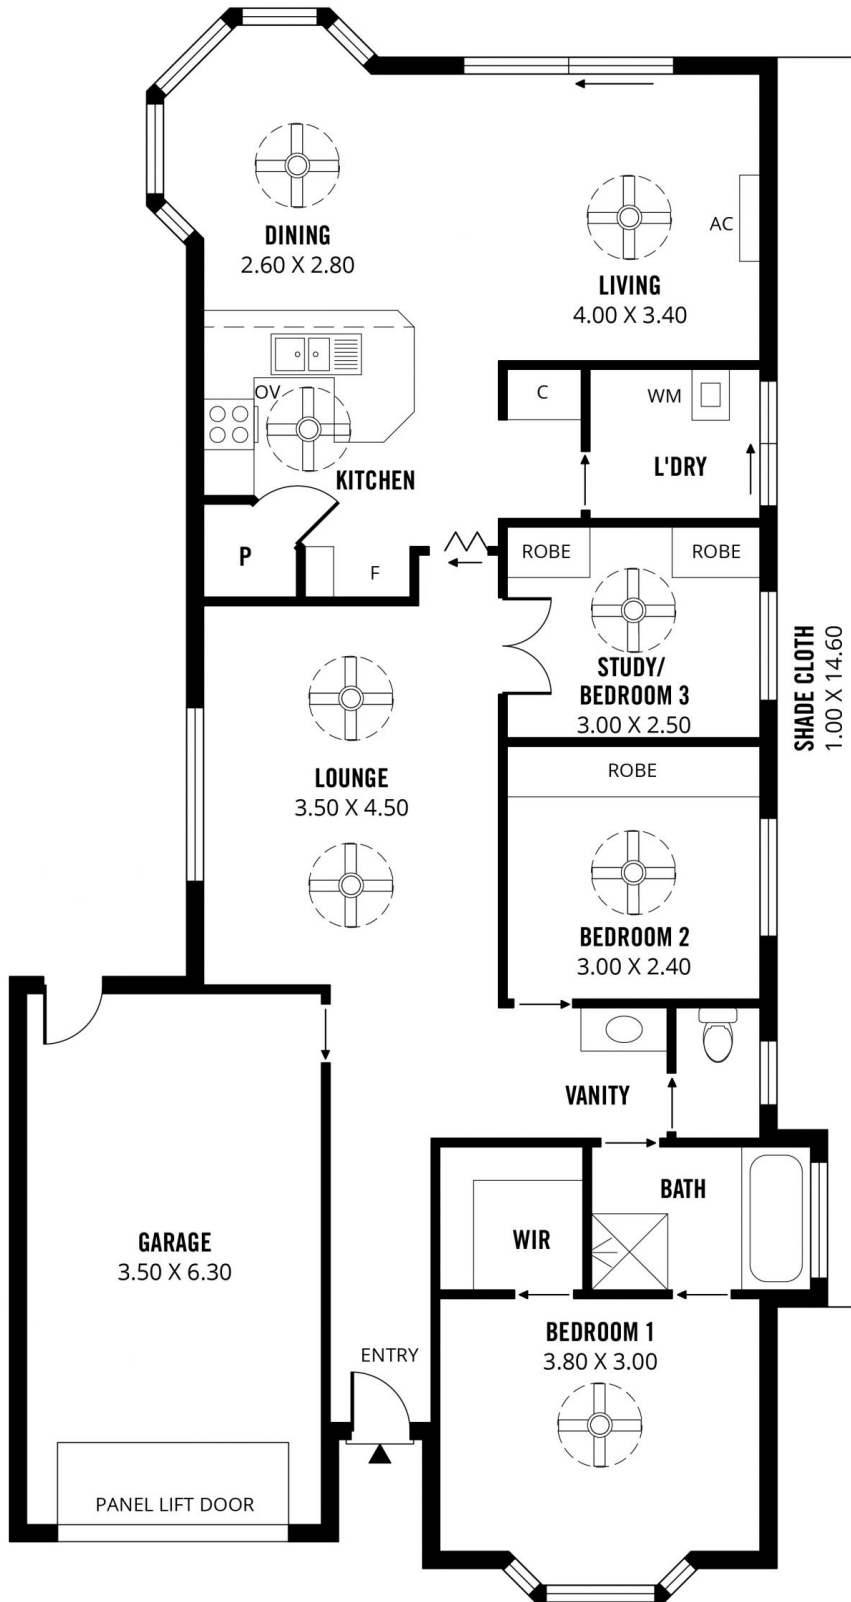 DINING
2.60 X 2.80
AC
LIVING
4.00 X 3.40
OV
C
WM
KITCHEN
L'DRY
P
F
ROBE
ROBE
STUDY/
BEDROOM 3
3.00 X 2.50
SHADE CLOTH
1.00 X 14.60
LOUNGE
3.50 X 4.50
ROBE
BEDROOM 2
3.00 X 2.40
VANITY
BATH
WIR
GARAGE
3.50 X 6.30
BEDROOM 1
3.80 X 3.00
ENTRY
PANEL LIFT DOOR